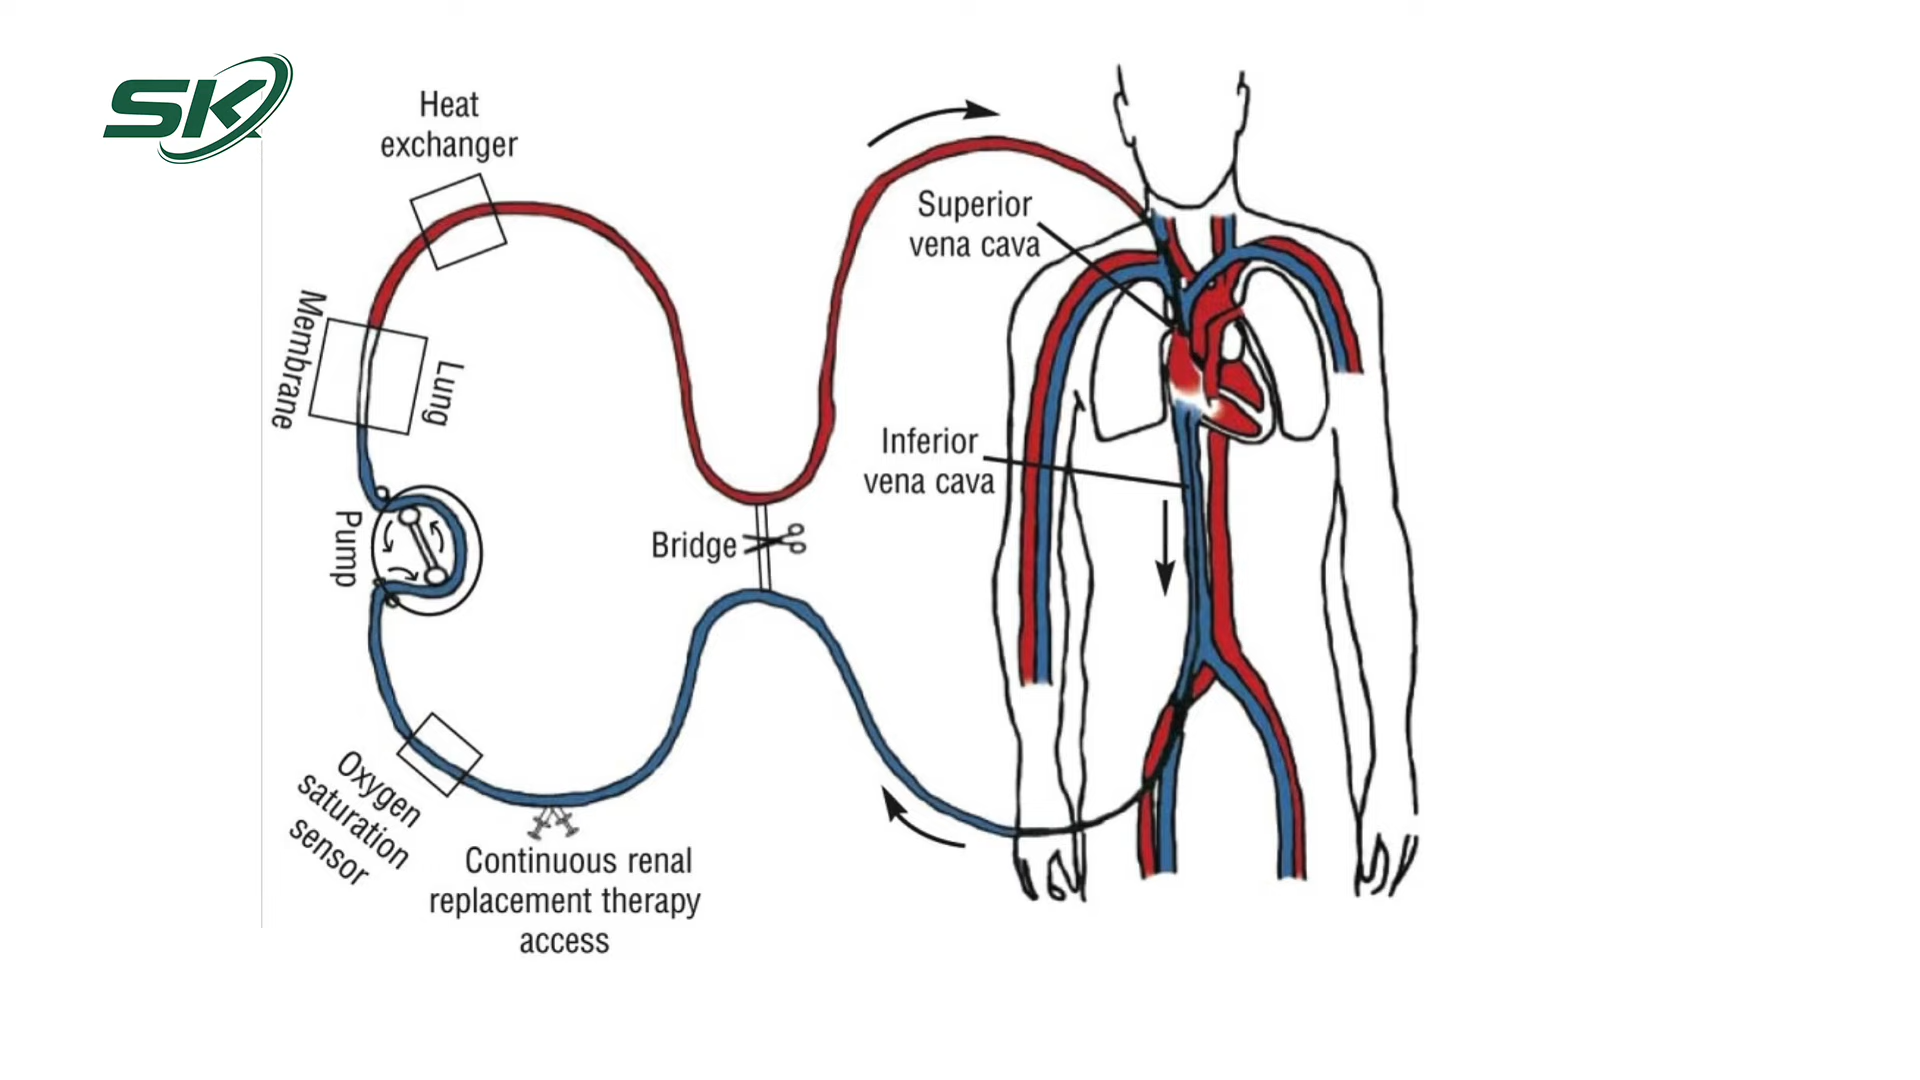 SK
Heat
exchanger
Superior
vena cava
Membrane
Lung
Inferior
vena cava
Pump
Bridge
Oxygen
saturation
sensor
Continuous renal
replacement therapy
access